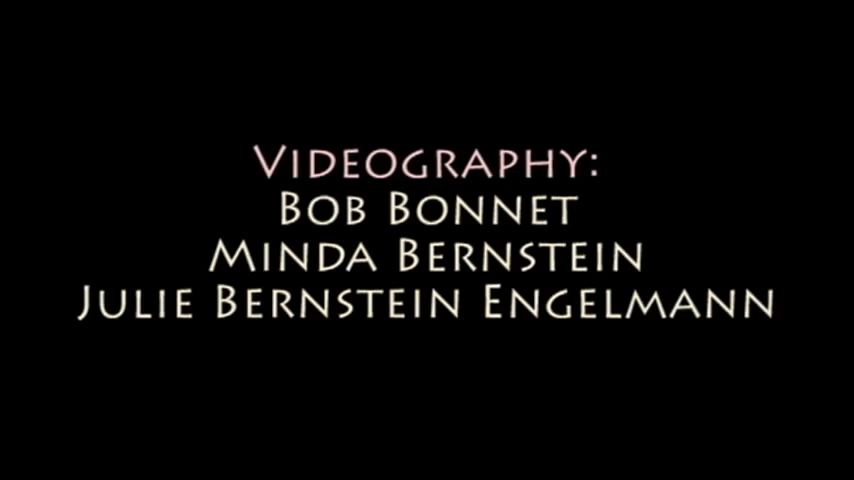 VIDEOGRAPHY:
BOB BONNET
MINDA BERNSTEIN
JULIE BERNSTEIN ENGELMANN